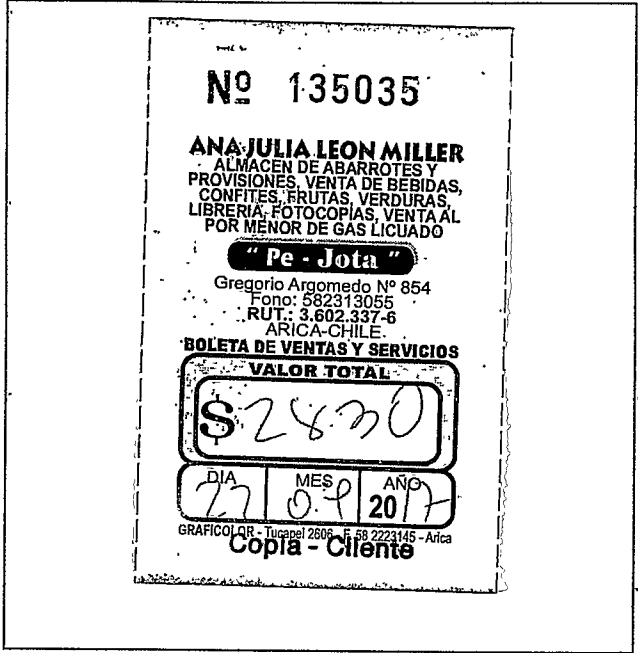 Nº 135035
ANA JULIA LEON MILLER
ALMACEN DE ABARROTES Y
PROVISIONES, VENTA DE BEBIDAS,
CONFITES, FRUTAS, VERDURAS,
LIBRERIA, FOTOCOPIAS, VENTA AL
POR MENOR DE GAS LICUADO
" Pe - Jota "
Gregorio Argomedo Nº 854
Fono: 582313055
RUT.: 3.602.337-6
ARICA-CHILE
BOLETA DE VENTAS Y SERVICIOS
VALOR TOTAL
$ 2830
DIA MES AÑO
2017
GRAFICOLOR - Tucapel 2606 - F. 58 2223145 - Arica
Copia - Cliente